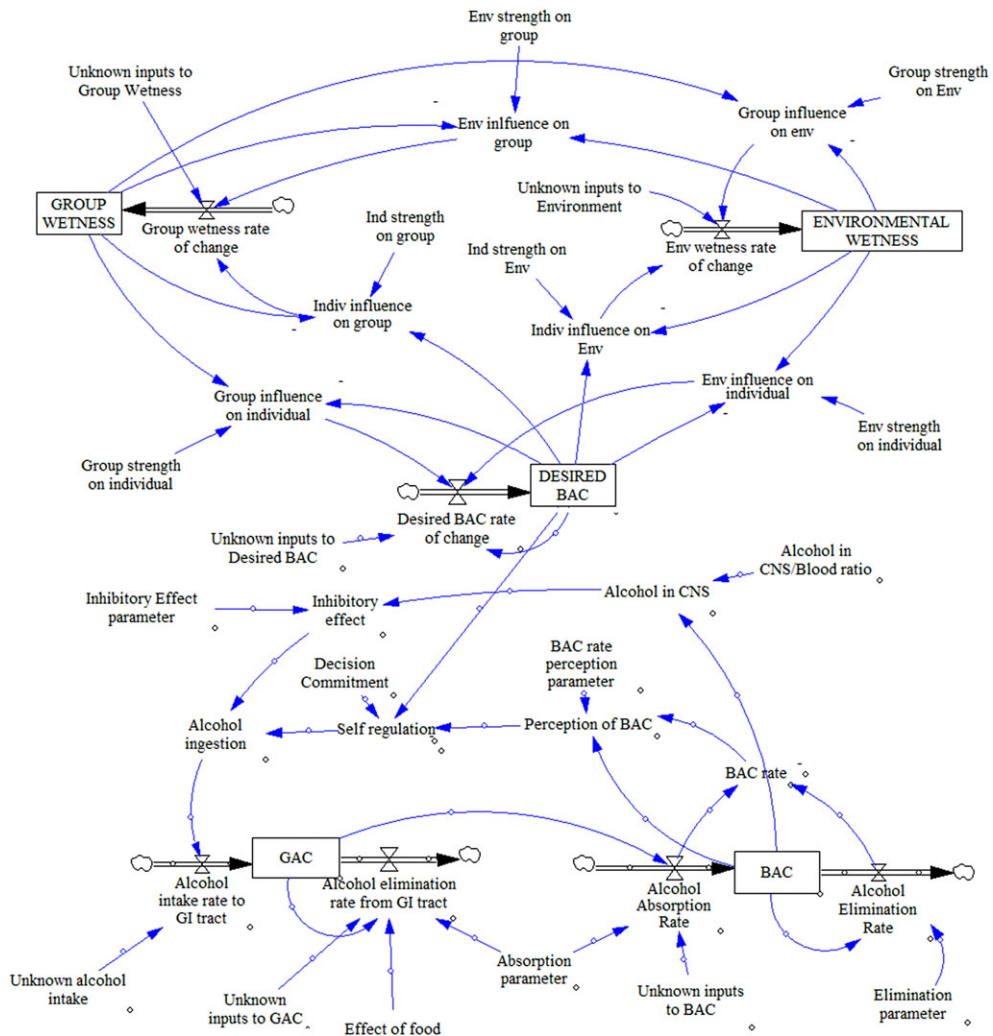 Env strength on
group
Unknown inputs to
Group Wetness
Group strength
on Env
Group influence
on env
Env inlfuence on
group
GROUP
WETNESS
Group wetness rate
of change
Unknown inputs to
Environment
ENVIRONMENTAL
WETNESS
Env wetness rate
of change
Ind strength
on group
Ind strength on
Env
Indiv influence
on group
Indiv influence on
Env
Group influence
on individual
Env influence on
individual
Env strength
on individual
Group strength
on individual
DESIRED
BAC
Desired BAC rate
of change
Unknown inputs to
Desired BAC
Alcohol in
CNS/Blood ratio
Inhibitory Effect
parameter
Inhibitory
effect
Alcohol in CNS
Decision
Commitment
BAC rate
perception
parameter
Alcohol
ingestion
Self regulation
Perception of BAC
BAC rate
GAC
BAC
Alcohol
intake rate to
GI tract
Alcohol elimination
rate from GI tract
Alcohol
Absorption
Rate
Alcohol
Elimination
Rate
Unknown alcohol
intake
Unknown
inputs to GAC
Effect of food
Absorption
parameter
Unknown inputs
to BAC
Elimination
parameter